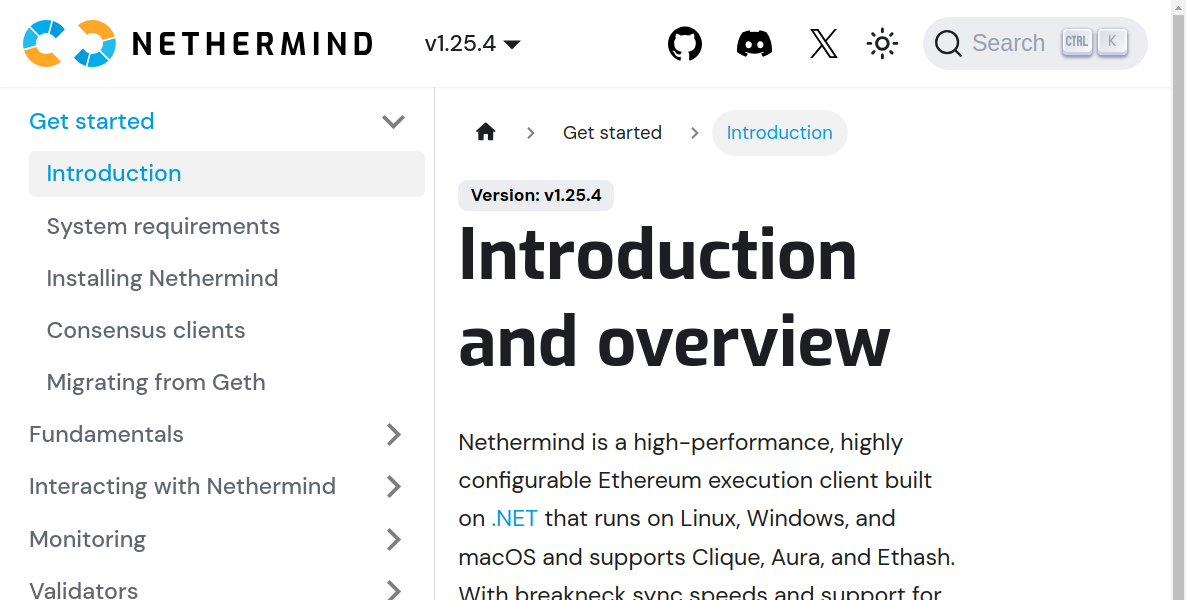 NETHERMIND
v1.25.4
Search CTRL K
Get started
Introduction
System requirements
Installing Nethermind
Consensus clients
Migrating from Geth
Fundamentals
Interacting with Nethermind
Monitoring
Validators
Get started
Introduction
Version: v1.25.4
Introduction
and overview
Nethermind is a high-performance, highly
configurable Ethereum execution client built
on .NET that runs on Linux, Windows, and
macOS and supports Clique, Aura, and Ethash.
With breakneck sync speeds and support for